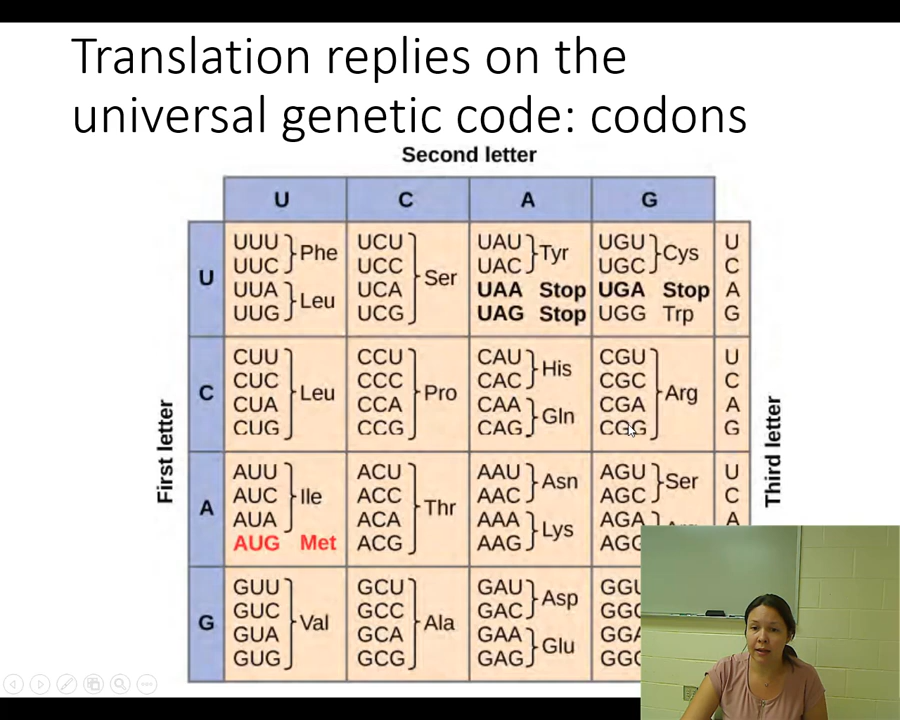 Translation replies on the
universal genetic code: codons
Second letter
U C A G
First letter
Third letter
U
UUU UCU UAU UGU U
Phe Tyr Cys
UUC UCC UAC UGC C
Ser
UUA UCA UAA Stop UGA Stop A
Leu
UUG UCG UAG Stop UGG Trp G
C
CUU CCU CAU CGU U
His
CUC CCC CAC CGC C
Leu Pro Arg
CUA CCA CAA CGA A
Gln
CUG CCG CAG CGG G
A
AUU ACU AAU AGU U
Asn Ser
AUC ACC AAC AGC C
Ile Thr
AUA ACA AAA AGA A
Lys
AUG Met ACG AAG
G
GUU GCU GAU
Asp
GUC GCC GAC
Val Ala
GUA GCA GAA
Glu
GUG GCG GAG